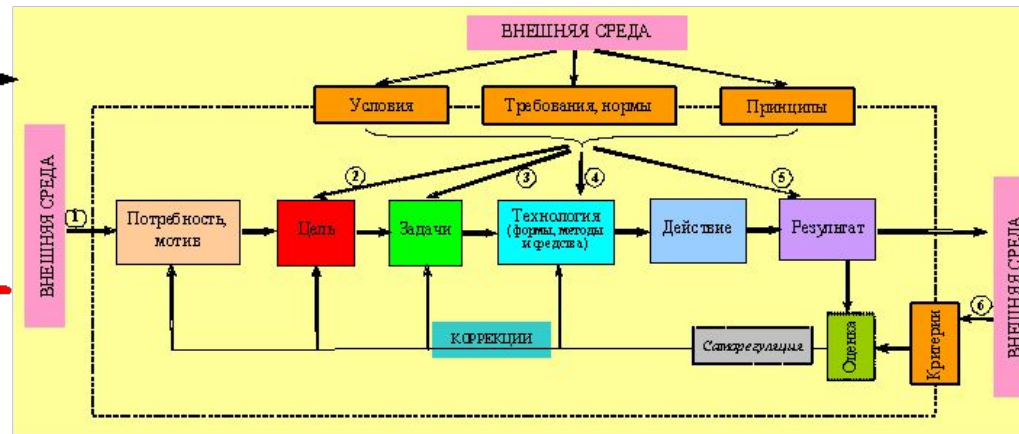 ВНЕШНЯЯ СРЕДА
Условия
Требования, нормы
Принципы
ВНЕШНЯЯ СРЕДА
1
2
3
4
5
Потребность,
мотив
Цель
Задачи
Технология
(формы, методы
и средства)
Действие
Результат
ВНЕШНЯЯ СРЕДА
6
КОРРЕКЦИИ
Саморегуляция
Оценка
Критерии